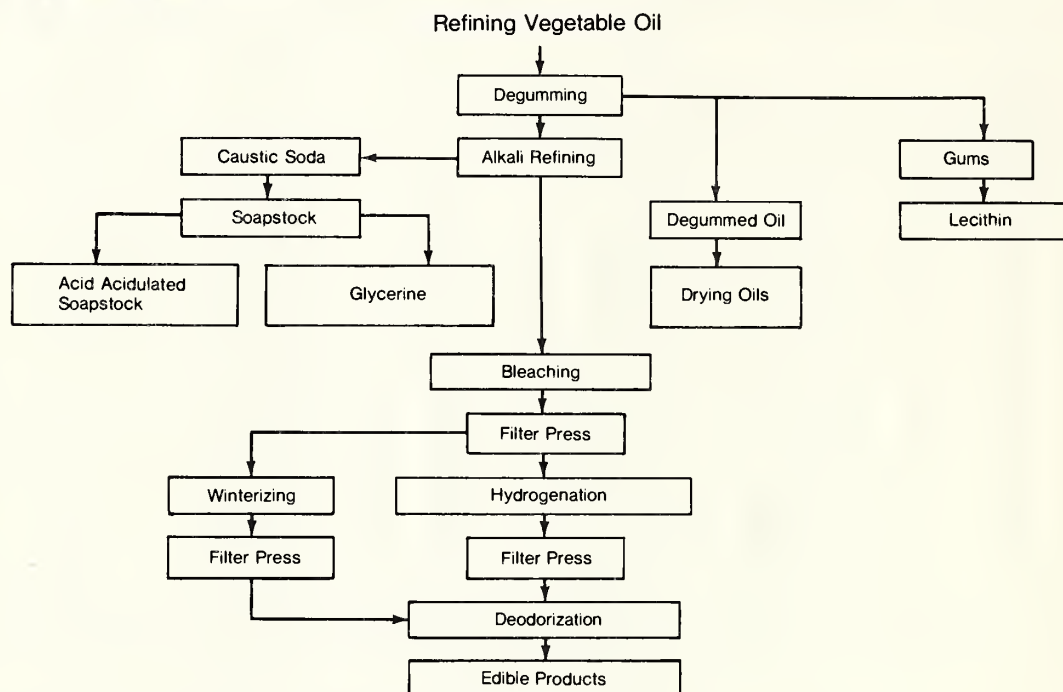 Refining Vegetable Oil
Degumming
Caustic Soda
Alkali Refining
Gums
Soapstock
Degummed Oil
Lecithin
Acid Acidulated
Soapstock
Glycerine
Drying Oils
Bleaching
Filter Press
Winterizing
Hydrogenation
Filter Press
Filter Press
Deodorization
Edible Products